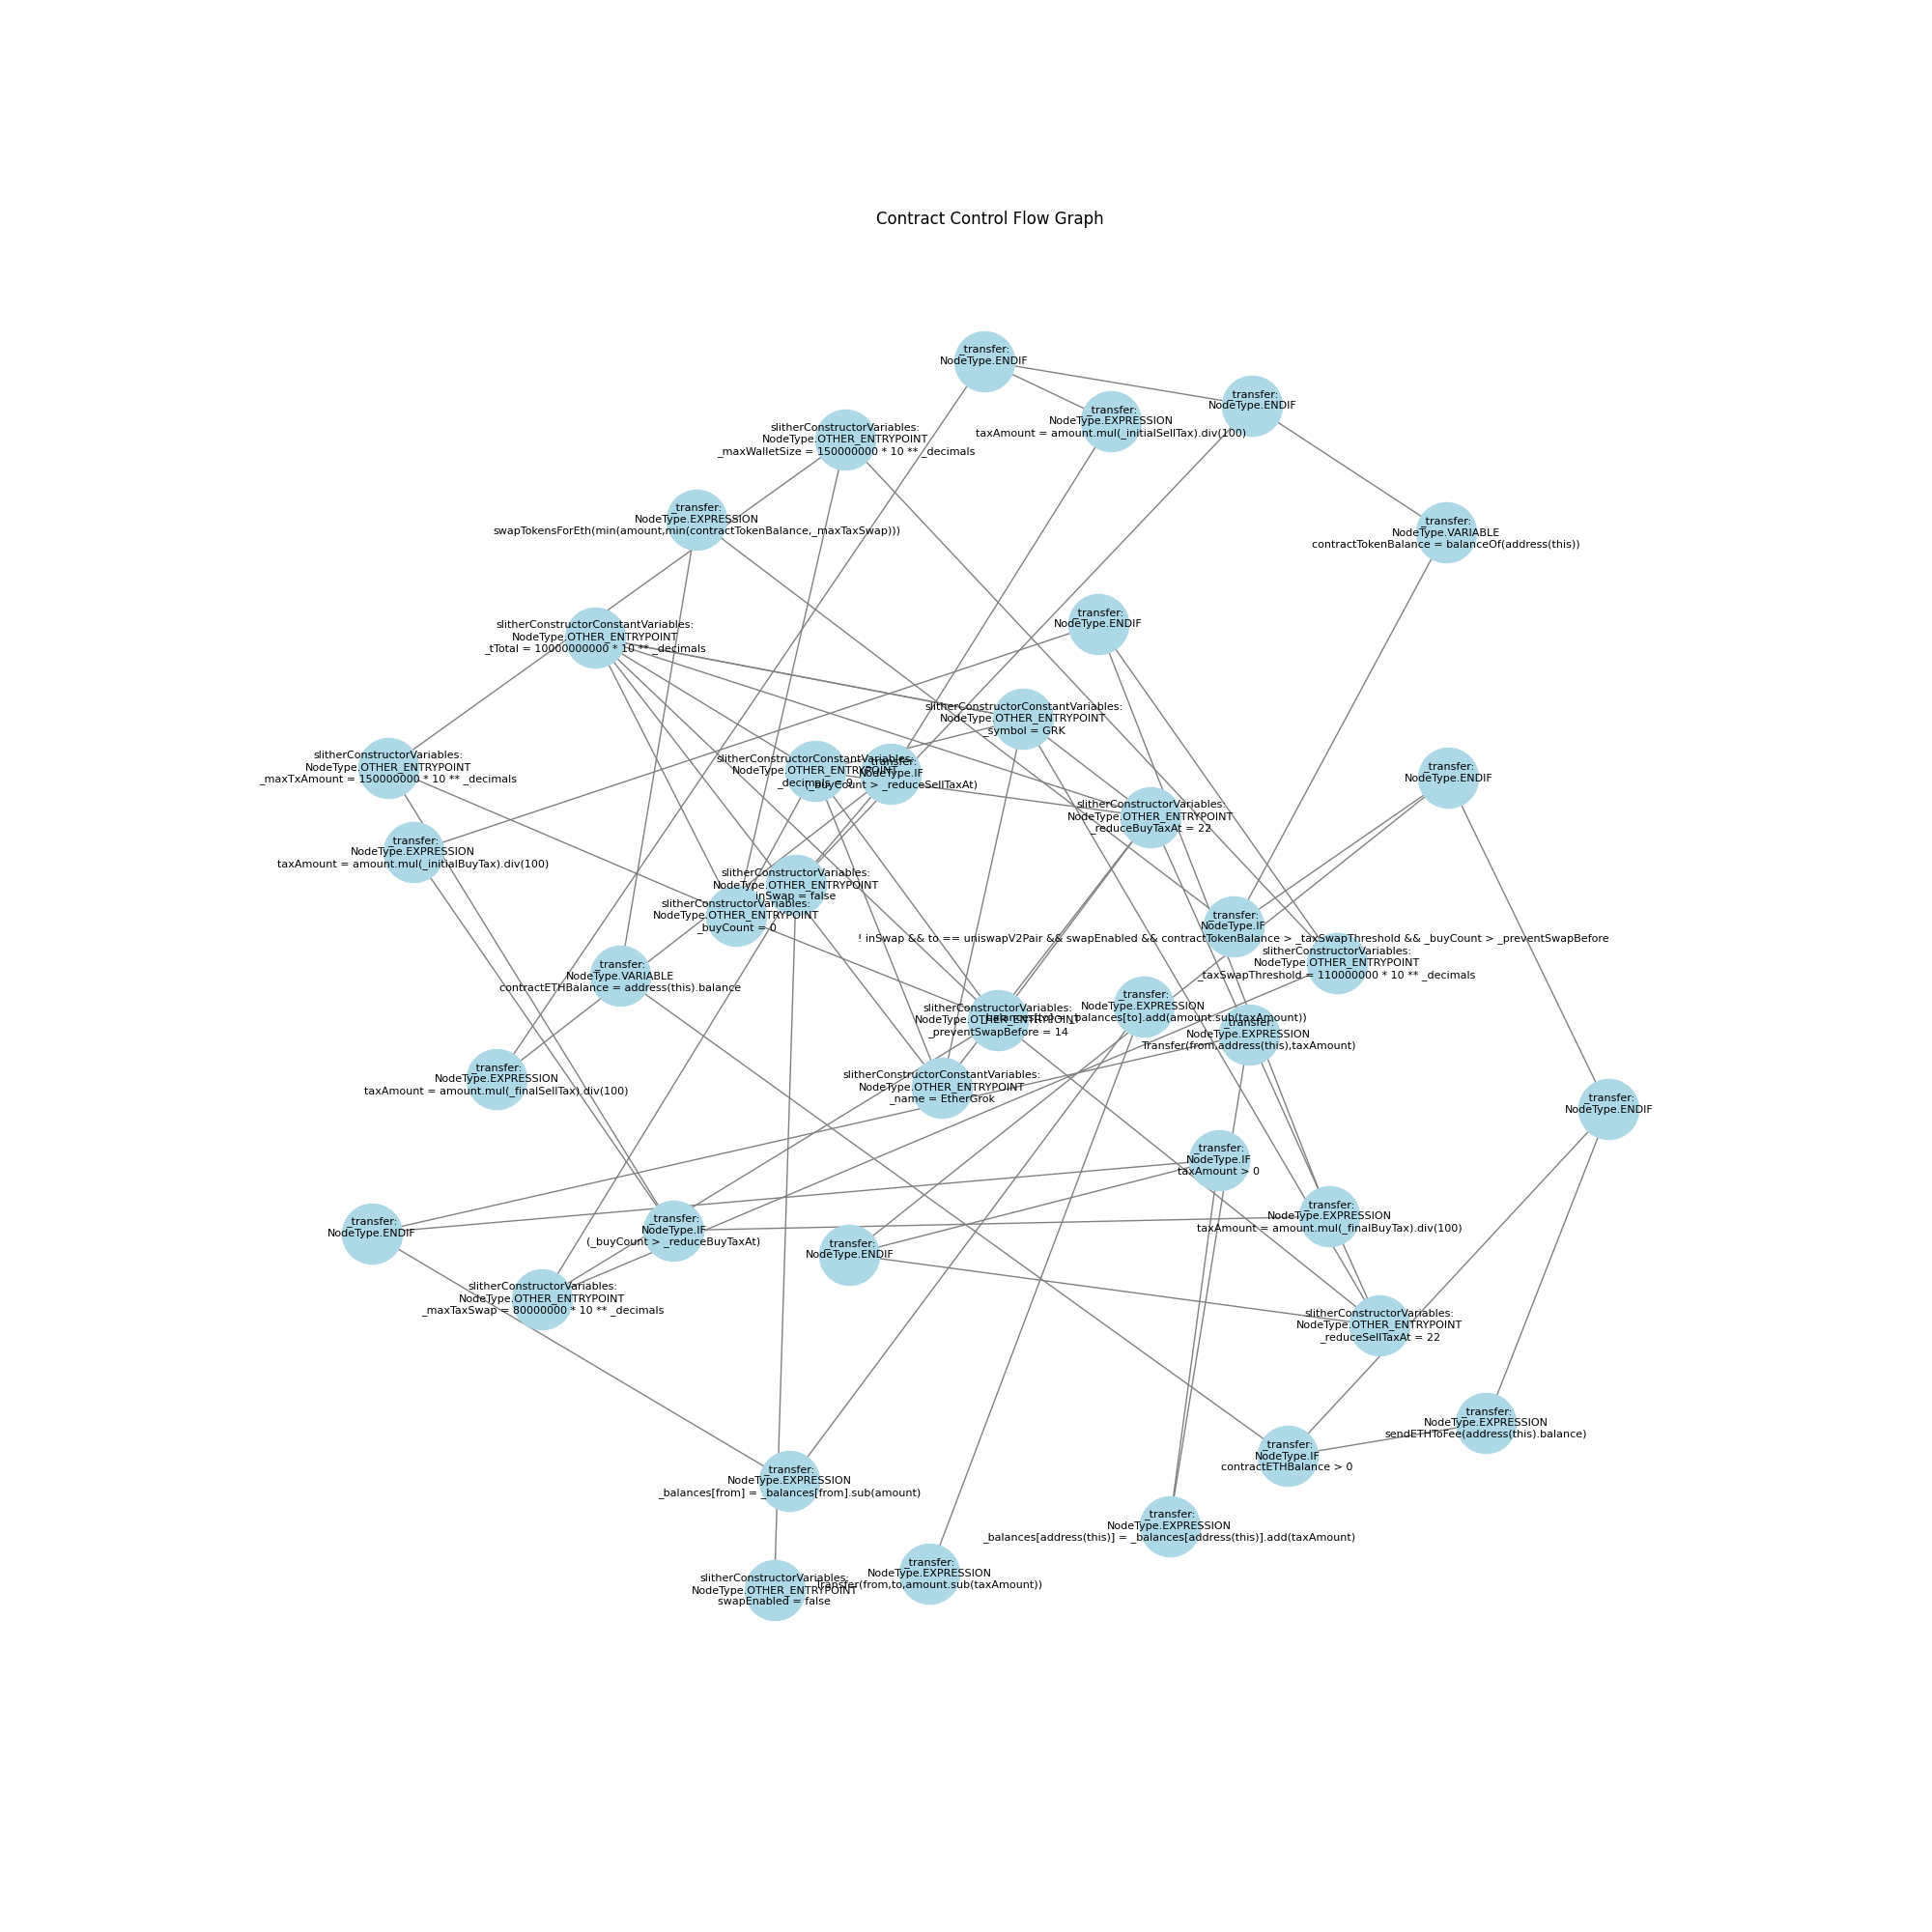 Contract Control Flow Graph
_transfer:
NodeType.ENDIF
_transfer:
NodeType.ENDIF
_transfer:
NodeType.EXPRESSION
taxAmount = amount.mul(_initialSellTax).div(100)
slitherConstructorVariables:
NodeType.OTHER_ENTRYPOINT
_maxWalletSize = 150000000 * 10 ** _decimals
_transfer:
NodeType.EXPRESSION
swapTokensForEth(min(amount,min(contractTokenBalance,_maxTaxSwap)))
_transfer:
NodeType.VARIABLE
contractTokenBalance = balanceOf(address(this))
_transfer:
NodeType.ENDIF
slitherConstructorConstantVariables:
NodeType.OTHER_ENTRYPOINT
_tTotal = 10000000000 * 10 ** _decimals
slitherConstructorConstantVariables:
NodeType.OTHER_ENTRYPOINT
_symbol = GRK
slitherConstructorVariables:
NodeType.OTHER_ENTRYPOINT
_maxTxAmount = 150000000 * 10 ** _decimals
slitherConstructorConstantVariables:
NodeType.OTHER_ENTRYPOINT
_decimals = 9
_transfer:
NodeType.IF
(_buyCount > _reduceSellTaxAt)
_transfer:
NodeType.ENDIF
slitherConstructorVariables:
NodeType.OTHER_ENTRYPOINT
_reduceBuyTaxAt = 22
_transfer:
NodeType.EXPRESSION
taxAmount = amount.mul(_initialBuyTax).div(100)
slitherConstructorVariables:
NodeType.OTHER_ENTRYPOINT
inSwap = false
slitherConstructorVariables:
NodeType.OTHER_ENTRYPOINT
_buyCount = 0
_transfer:
NodeType.IF
! inSwap && to == uniswapV2Pair && swapEnabled && contractTokenBalance > _taxSwapThreshold && _buyCount > _preventSwapBefore
slitherConstructorVariables:
NodeType.OTHER_ENTRYPOINT
_taxSwapThreshold = 110000000 * 10 ** _decimals
_transfer:
NodeType.VARIABLE
contractETHBalance = address(this).balance
slitherConstructorVariables:
NodeType.OTHER_ENTRYPOINT
_preventSwapBefore = 14
_transfer:
NodeType.EXPRESSION
_balances[to] = _balances[to].add(amount.sub(taxAmount))
_transfer:
NodeType.EXPRESSION
Transfer(from,address(this),taxAmount)
_transfer:
NodeType.EXPRESSION
taxAmount = amount.mul(_finalSellTax).div(100)
slitherConstructorConstantVariables:
NodeType.OTHER_ENTRYPOINT
_name = EtherGrok
_transfer:
NodeType.ENDIF
_transfer:
NodeType.IF
taxAmount > 0
_transfer:
NodeType.ENDIF
_transfer:
NodeType.IF
(_buyCount > _reduceBuyTaxAt)
_transfer:
NodeType.EXPRESSION
taxAmount = amount.mul(_finalBuyTax).div(100)
_transfer:
NodeType.ENDIF
slitherConstructorVariables:
NodeType.OTHER_ENTRYPOINT
_maxTaxSwap = 80000000 * 10 ** _decimals
slitherConstructorVariables:
NodeType.OTHER_ENTRYPOINT
_reduceSellTaxAt = 22
_transfer:
NodeType.EXPRESSION
sendETHToFee(address(this).balance)
_transfer:
NodeType.IF
contractETHBalance > 0
_transfer:
NodeType.EXPRESSION
_balances[from] = _balances[from].sub(amount)
_transfer:
NodeType.EXPRESSION
_balances[address(this)] = _balances[address(this)].add(taxAmount)
_transfer:
NodeType.EXPRESSION
Transfer(from,to,amount.sub(taxAmount))
slitherConstructorVariables:
NodeType.OTHER_ENTRYPOINT
swapEnabled = false